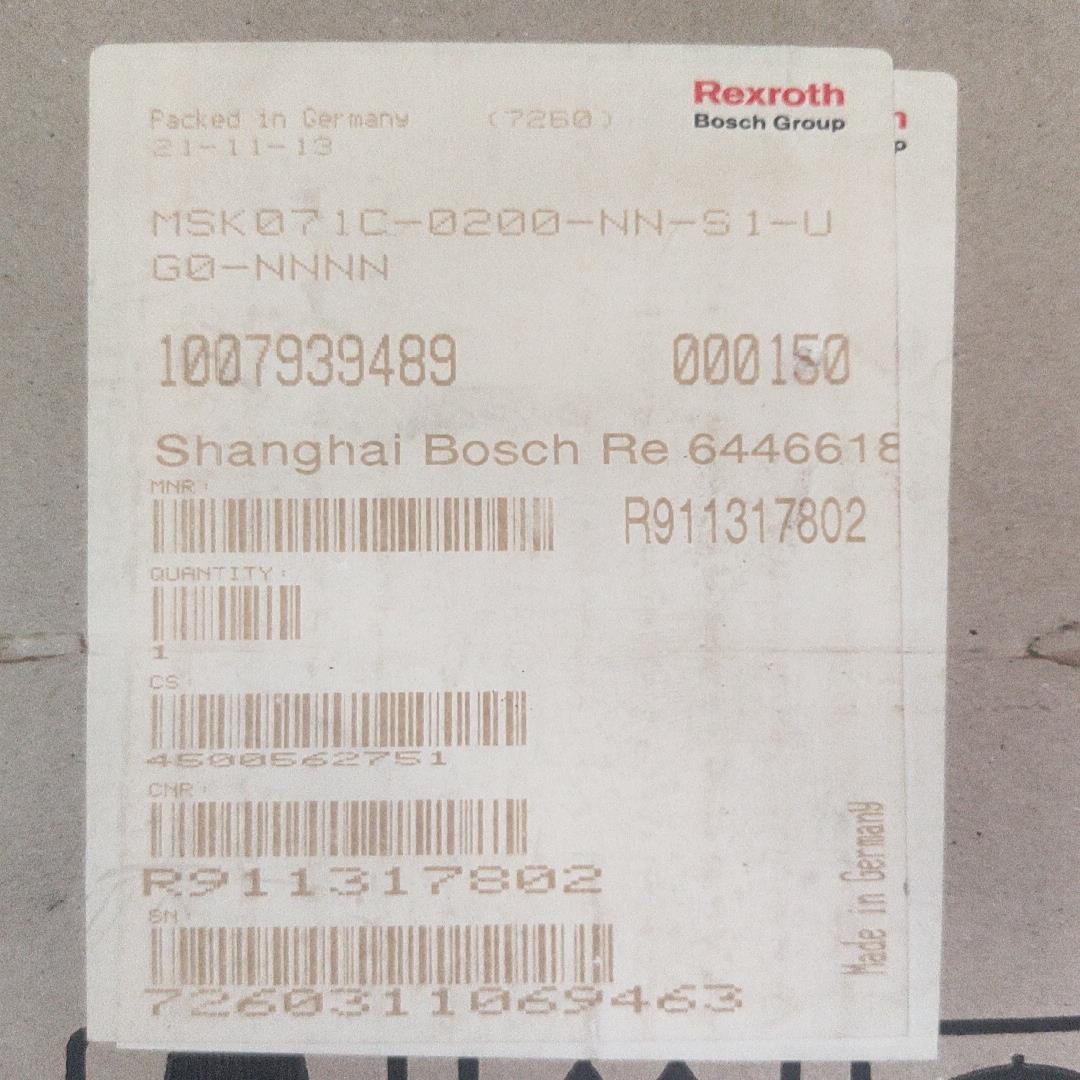 Rexroth
Bosch Group
Packed in Germany (7260)
21-11-13
MSK071C-0200-NN-S1-U
G0-NNNN
1007939489 000150
Shanghai Bosch Re 6446618
MNR:
R911317802
QUANTITY:
1
CS:
4500562751
CNR:
R911317802
SN:
7260311069463
Made in Germany